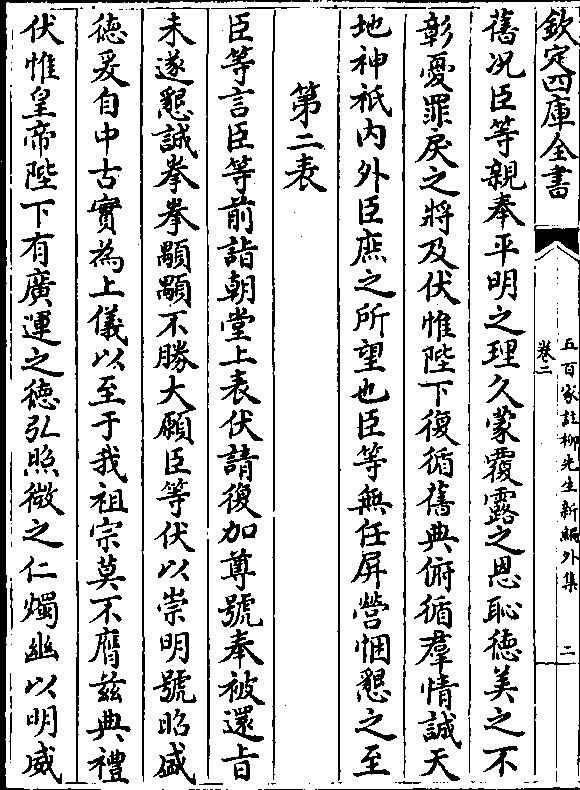 欽定四庫全書
五百家註柳先生新編外集
卷二
二
舊况臣等親奉平明之理久蒙覆露之恩恥德美之不
彰憂罪戾之將及伏惟陛下復循舊典俯循羣情誠天
地神祇内外臣庶之所望也臣等無任屏營悃懇之至
第二表
臣等言臣等前詣朝堂上表伏請復加尊號奉被還旨
未遂懇誠拳拳顒顒不勝大願臣等伏以崇明號昭盛
德爰自中古實為上儀以至于我祖宗莫不膺兹典禮
伏惟皇帝陛下有廣運之德弘照微之仁燭幽以明威